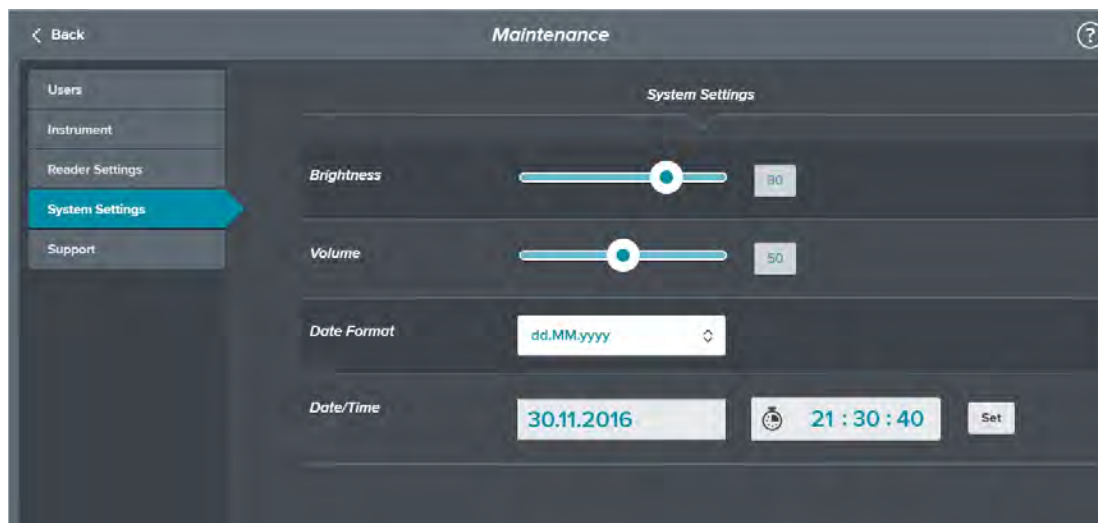 Back
Maintenance
?
Users
Instrument
Reader Settings
System Settings
Support
System Settings
Brightness
80
Volume
50
Date Format
dd.MM.yyyy
Date/Time
30.11.2016
21 : 30 : 40
Set